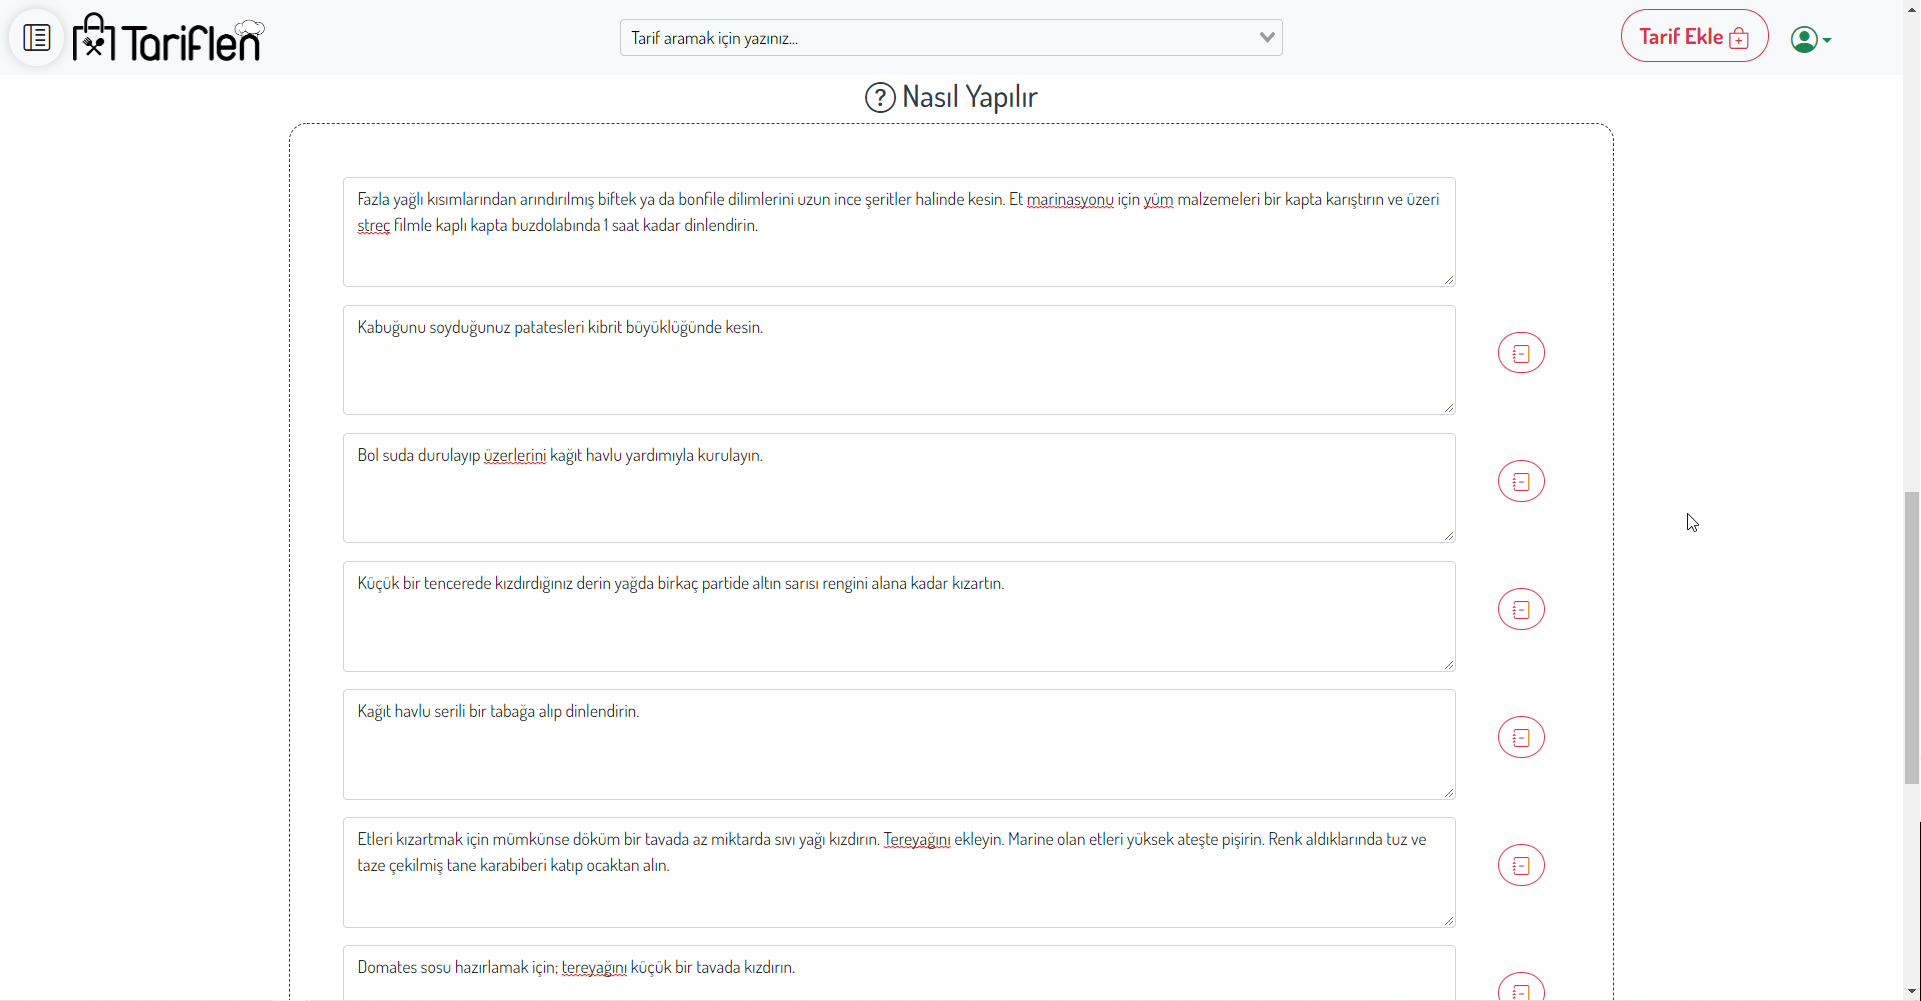 Tariflen
Tarif aramak için yazınız...
Tarif Ekle
? Nasıl Yapılır
Fazla yağlı kısımlarından arındırılmış biftek ya da bonfile dilimlerini uzun ince şeritler halinde kesin. Et marinasyonu için yüm malzemeleri bir kapta karıştırın ve üzeri
streç filmle kaplı kapta buzdolabında 1 saat kadar dinlendirin.
Kabuğunu soyduğunuz patatesleri kibrit büyüklüğünde kesin.
Bol suda durulayıp üzerlerini kağıt havlu yardımıyla kurulayın.
Küçük bir tencerede kızdırdığınız derin yağda birkaç partide altın sarısı rengini alana kadar kızartın.
Kağıt havlu serili bir tabağa alıp dinlendirin.
Etleri kızartmak için mümkünse döküm bir tavada az miktarda sıvı yağı kızdırın. Tereyağını ekleyin. Marine olan etleri yüksek ateşte pişirin. Renk aldıklarında tuz ve
taze çekilmiş tane karabiberi katıp ocaktan alın.
Domates sosu hazırlamak için; tereyağını küçük bir tavada kızdırın.